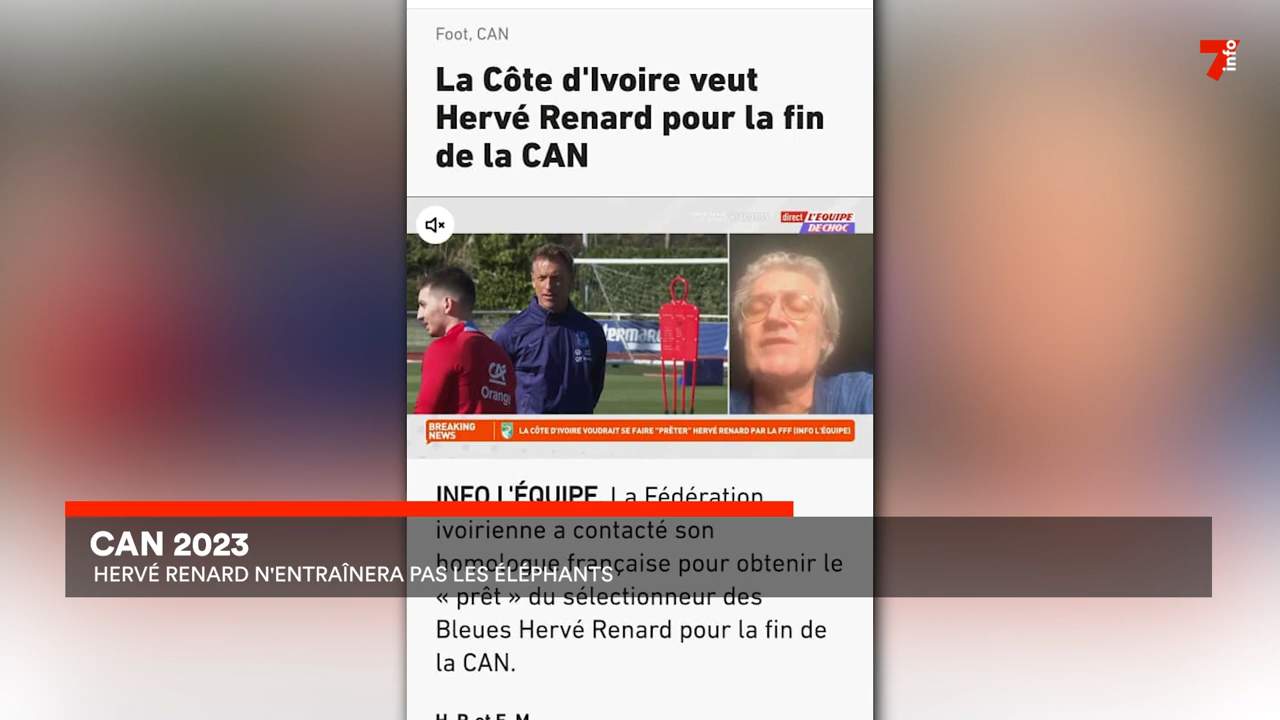 Foot, CAN
La Côte d'Ivoire veut
Hervé Renard pour la fin
de la CAN
7 info
direct L'ÉQUIPE
DE CHOC
CA
Orange
BREAKING
NEWS
LA CÔTE D'IVOIRE VOUDRAIT SE FAIRE "PRÊTER" HERVÉ RENARD PAR LA FFF (INFO L'ÉQUIPE)
INFO L'ÉQUIPE La Fédération
ivoirienne a contacté son
homologue française pour obtenir le
« prêt » du sélectionneur des
Bleues Hervé Renard pour la fin de
la CAN.
CAN 2023
HERVÉ RENARD N'ENTRAÎNERA PAS LES ÉLÉPHANTS